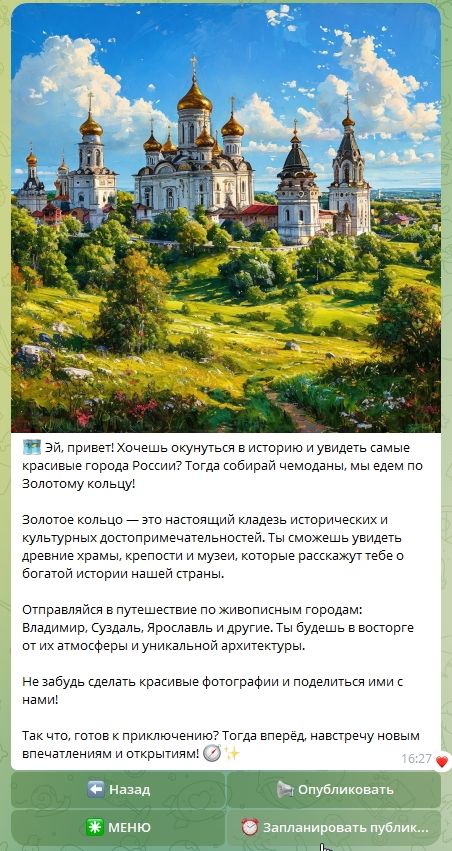 🗺️ Эй, привет! Хочешь окунуться в историю и увидеть самые
красивые города России? Тогда собирай чемоданы, мы едем по
Золотому кольцу!
Золотое кольцо — это настоящий кладезь исторических и
культурных достопримечательностей. Ты сможешь увидеть
древние храмы, крепости и музеи, которые расскажут тебе о
богатой истории нашей страны.
Отправляйся в путешествие по живописным городам:
Владимир, Суздаль, Ярославль и другие. Ты будешь в восторге
от их атмосферы и уникальной архитектуры.
Не забудь сделать красивые фотографии и поделиться ими с
нами!
Так что, готов к приключению? Тогда вперёд, навстречу новым
впечатлениям и открытиям! 🧭✨
16:27 ❤️
⬅️ Назад
📢 Опубликовать
✳️ МЕНЮ
⏰ Запланировать публик...